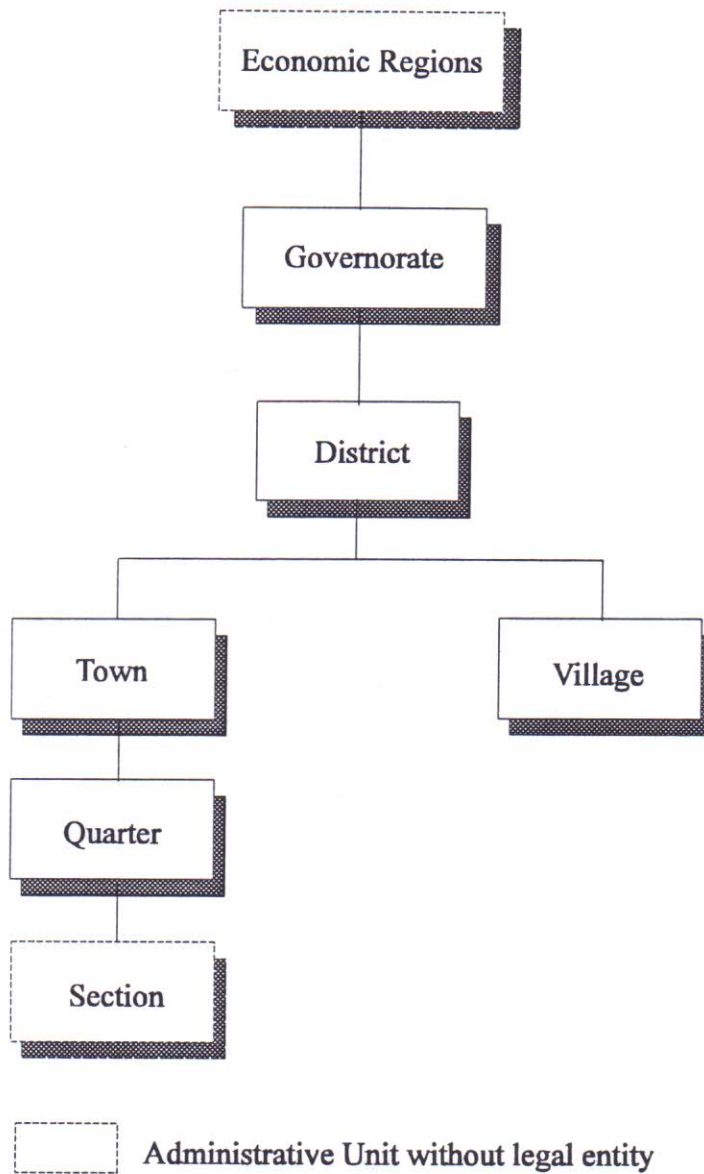 Economic Regions
Governorate
District
Town
Village
Quarter
Section
Administrative Unit without legal entity